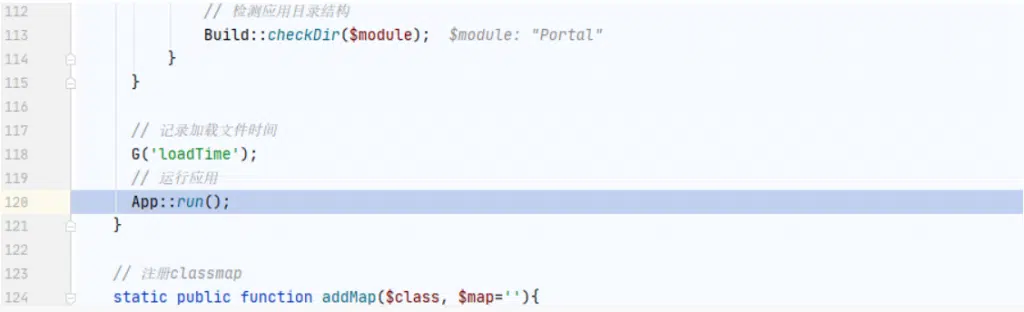 112 // 检测应用目录结构
113 Build::checkDir($module); $module: "Portal"
114 }
115 }
116
117 // 记录加载文件时间
118 G('loadTime');
119 // 运行应用
120 App::run();
121 }
122
123 // 注册classmap
124 static public function addMap($class, $map=''){